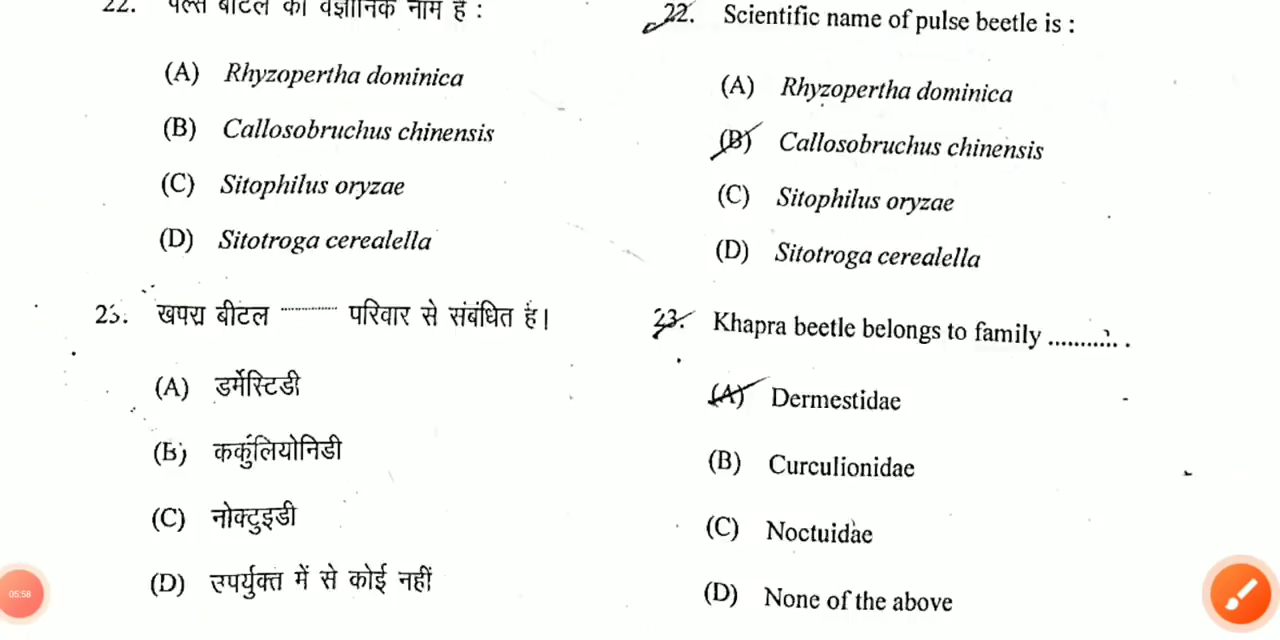 22. पल्स बीटल का वैज्ञानिक नाम है :
(A) Rhyzopertha dominica
(B) Callosobruchus chinensis
(C) Sitophilus oryzae
(D) Sitotroga cerealella
23. खपरा बीटल ............ परिवार से संबंधित है।
(A) डर्मेस्टिडी
(B) कर्कुलियोनिडी
(C) नोक्टुइडी
(D) उपर्युक्त में से कोई नहीं
22. Scientific name of pulse beetle is :
(A) Rhyzopertha dominica
(B) Callosobruchus chinensis
(C) Sitophilus oryzae
(D) Sitotroga cerealella
23. Khapra beetle belongs to family ............ .
(A) Dermestidae
(B) Curculionidae
(C) Noctuidae
(D) None of the above
05:58